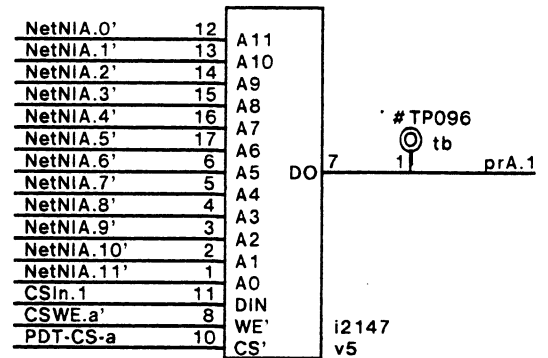 NetNIA.0' 12 A11
NetNIA.1' 13 A10
NetNIA.2' 14 A9
NetNIA.3' 15 A8
NetNIA.4' 16 A7
NetNIA.5' 17 A6
NetNIA.6' 6 A5 DO 7 1 prA.1
NetNIA.7' 5 A4
NetNIA.8' 4 A3
NetNIA.9' 3 A2
NetNIA.10' 2 A1
NetNIA.11' 1 A0
CSIn.1 11 DIN
CSWE.a' 8 WE' i2147
PDT-CS-a 10 CS' v5
#TP096
tb